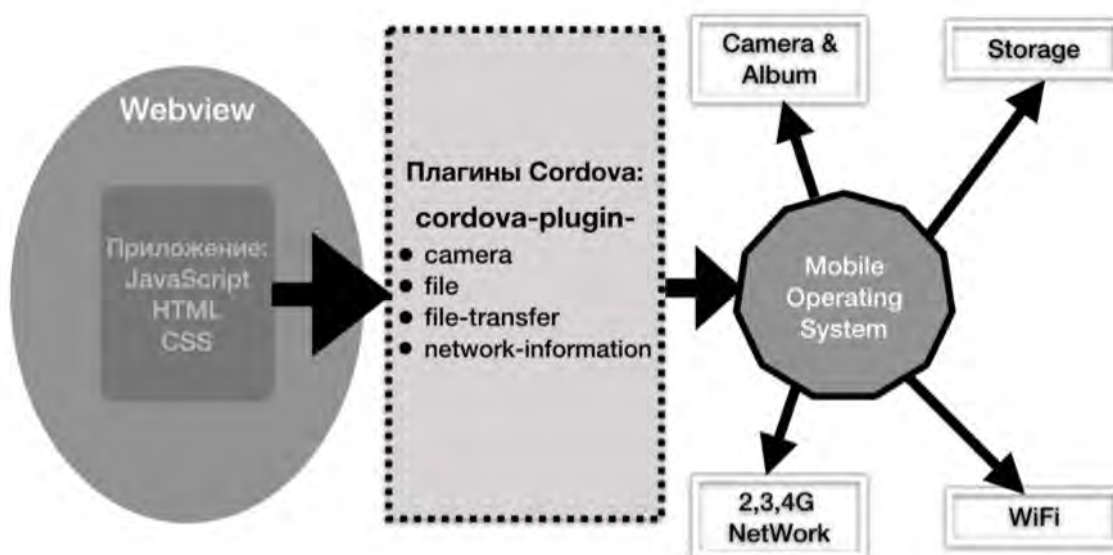 Webview
Приложение:
JavaScript
HTML
CSS
Плагины Cordova:
cordova-plugin-
• camera
• file
• file-transfer
• network-information
Camera &
Album
Storage
Mobile
Operating
System
2,3,4G
NetWork
WiFi